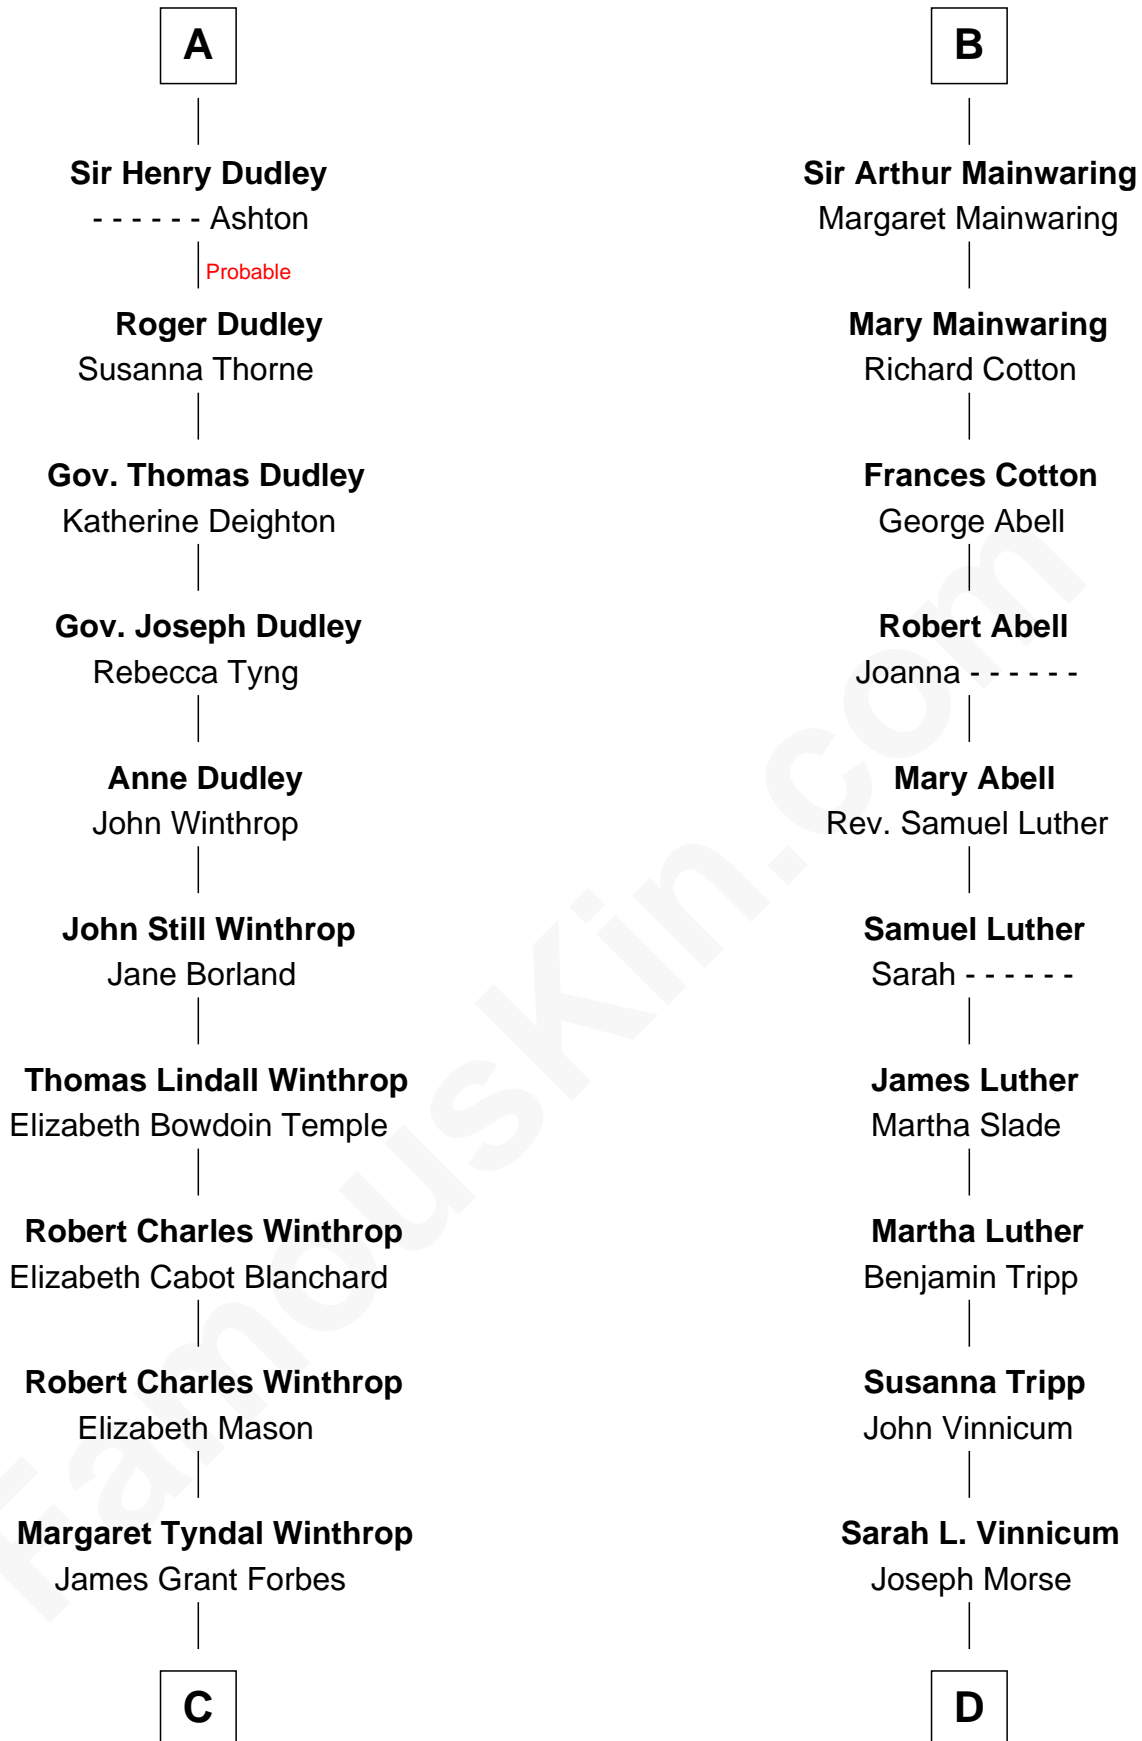 A
Sir Henry Dudley
- - - - - - Ashton
Probable
Roger Dudley
Susanna Thorne
Gov. Thomas Dudley
Katherine Deighton
Gov. Joseph Dudley
Rebecca Tyng
Anne Dudley
John Winthrop
John Still Winthrop
Jane Borland
Thomas Lindall Winthrop
Elizabeth Bowdoin Temple
Robert Charles Winthrop
Elizabeth Cabot Blanchard
Robert Charles Winthrop
Elizabeth Mason
Margaret Tyndal Winthrop
James Grant Forbes
C
B
Sir Arthur Mainwaring
Margaret Mainwaring
Mary Mainwaring
Richard Cotton
Frances Cotton
George Abell
Robert Abell
Joanna - - - - - -
Mary Abell
Rev. Samuel Luther
Samuel Luther
Sarah - - - - - -
James Luther
Martha Slade
Martha Luther
Benjamin Tripp
Susanna Tripp
John Vinnicum
Sarah L. Vinnicum
Joseph Morse
D
FamousKin.com